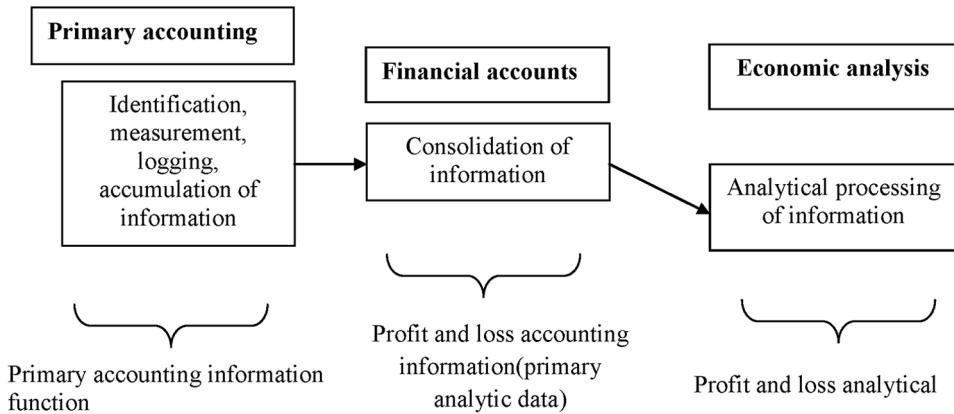 Primary accounting
Identification,
measurement,
logging,
accumulation of
information
Primary accounting information
function
Financial accounts
Consolidation of
information
Profit and loss accounting
information(primary
analytic data)
Economic analysis
Analytical processing
of information
Profit and loss analytical